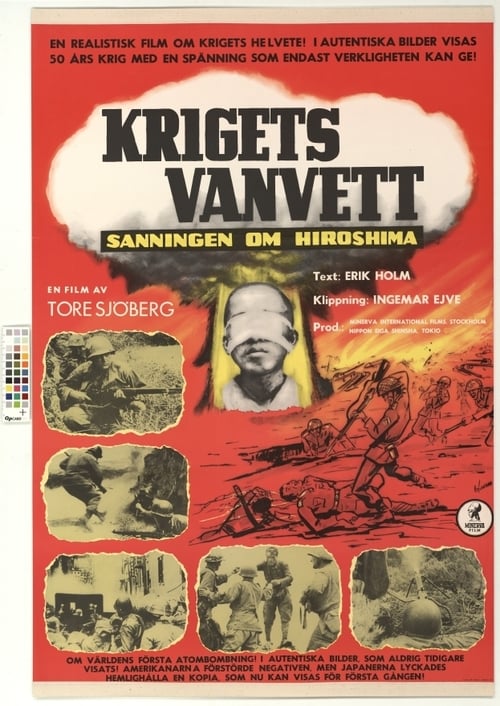 EN REALISTISK FILM OM KRIGETS HELVETE! I AUTENTISKA BILDER VISAS
50 ÅRS KRIG MED EN SPÄNNING SOM ENDAST VERKLIGHETEN KAN GE!
KRIGETS
VANVETT
SANNINGEN OM HIROSHIMA
EN FILM AV
TORE SJÖBERG
Text: ERIK HOLM
Klippning: INGEMAR EJVE
Prod.: MINERVA INTERNATIONAL FILMS, STOCKHOLM
NIPPON EIGA SHINSHA, TOKIO
MINERVA
FILM
OM VÄRLDENS FÖRSTA ATOMBOMBNING! I AUTENTISKA BILDER, SOM ALDRIG TIDIGARE
VISATS! AMERIKANARNA FÖRSTÖRDE NEGATIVEN, MEN JAPANERNA LYCKADES
HEMLIGHÅLLA EN KOPIA, SOM NU KAN VISAS FÖR FÖRSTA GÅNGEN!